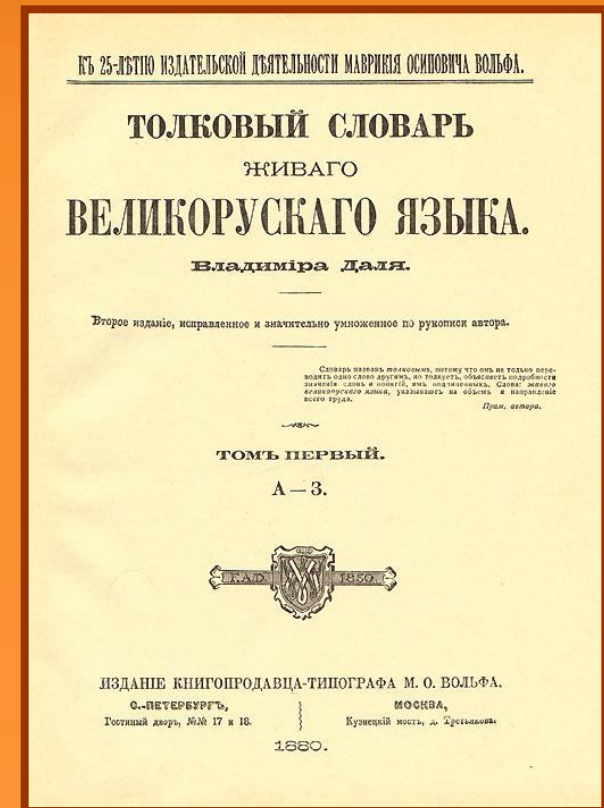 КЪ 25-ЛѢТІЮ ИЗДАТЕЛЬСКОЙ ДѢЯТЕЛЬНОСТИ МАВРИКІЯ ОСИПОВИЧА ВОЛЬФА.
ТОЛКОВЫЙ СЛОВАРЬ
ЖИВАГО
ВЕЛИКОРУСКАГО ЯЗЫКА.
Владиміра Даля.
Второе изданіе, исправленное и значительно умноженное по рукописи автора.
Словарь названъ толковымъ, потому что онъ не только пере-
водитъ одно слово другимъ, но толкуетъ, объясняетъ подробности
значенія словъ и понятій, имъ подчиненныхъ. Слова: живаго
великорускаго языка, указываютъ на объемъ и направленіе
всего труда.
Прим. автора.
ТОМЪ ПЕРВЫЙ.
А — З.
FAD. 1850.
ИЗДАНІЕ КНИГОПРОДАВЦА-ТИПОГРАФА М. О. ВОЛЬФА.
С.-ПЕТЕРБУРГЪ, МОСКВА,
Гостиный дворъ, №№ 17 и 18. Кузнецкій мостъ, д. Третьякова.
1880.